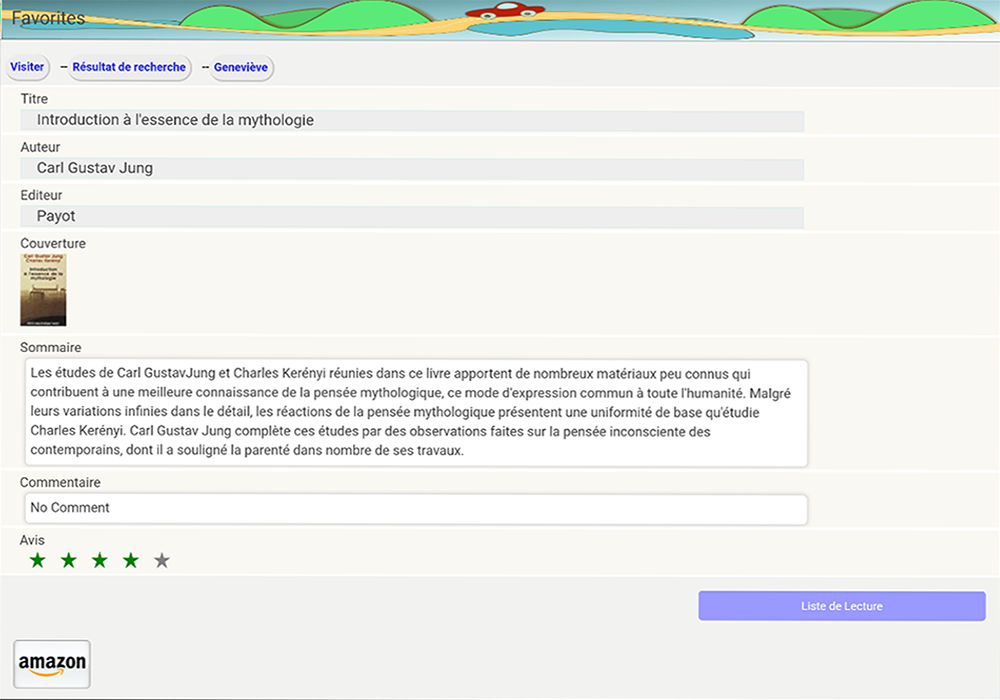 Favorites
Visiter -- Résultat de recherche -- Geneviève
Titre
Introduction à l'essence de la mythologie
Auteur
Carl Gustav Jung
Editeur
Payot
Couverture
Carl Gustav Jung
Charles Kerényi
Introduction
à l'essence de la
mythologie
Sommaire
Les études de Carl GustavJung et Charles Kerényi réunies dans ce livre apportent de nombreux matériaux peu connus qui
contribuent à une meilleure connaissance de la pensée mythologique, ce mode d'expression commun à toute l'humanité. Malgré
leurs variations infinies dans le détail, les réactions de la pensée mythologique présentent une uniformité de base qu'étudie
Charles Kerényi. Carl Gustav Jung complète ces études par des observations faites sur la pensée inconsciente des
contemporains, dont il a souligné la parenté dans nombre de ses travaux.
Commentaire
No Comment
Avis
Liste de Lecture
amazon